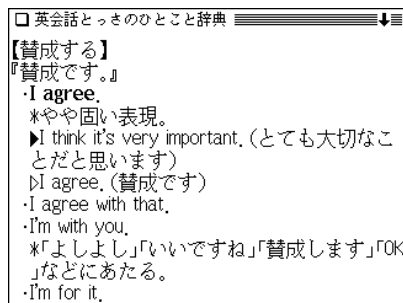 英会話とっさのひとこと辞典
【賛成する】
『賛成です。』
·I agree.
*やや固い表現。
▶I think it's very important. (とても大切なこ
とだと思います)
▷I agree. (賛成です)
·I agree with that.
·I'm with you.
*「よしよし」「いいですね」「賛成します」「OK
」などにあたる。
·I'm for it.